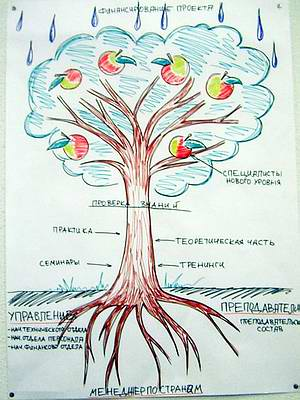 ФИНАНСИРОВАНИЕ ПРОЕКТА
СПЕЦИАЛИСТЫ
НОВОГО УРОВНЯ
ПРОВЕРКА ЗНАНИЙ
ПРАКТИКА
ТЕОРЕТИЧЕСКАЯ ЧАСТЬ
СЕМИНАРЫ
ТРЕНИНГИ
УПРАВЛЕНИЕ
- НАЧ. ТЕХНИЧЕСКОГО ОТДЕЛА
- НАЧ. ОТДЕЛА ПЕРСОНАЛА
- НАЧ. ФИНАНСОВОГО ОТДЕЛА
ПРЕПОДАВАТЕЛИ
ПРЕПОДАВАТЕЛЬСКИЙ
СОСТАВ
МЕНЕДЖЕР ПО СТРАНАМ